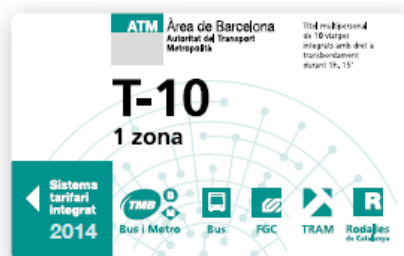 ATM Àrea de Barcelona
Autoritat del Transport
Metropolità
Títol multipersonal
de 10 viatges
integrats amb dret a
transbordament
durant 1h. 15'
T-10
1 zona
Sistema
tarifari
integrat
2014
TMB B M
Bus i Metro
Bus
FGC
TRAM
R
Rodalies
de Catalunya